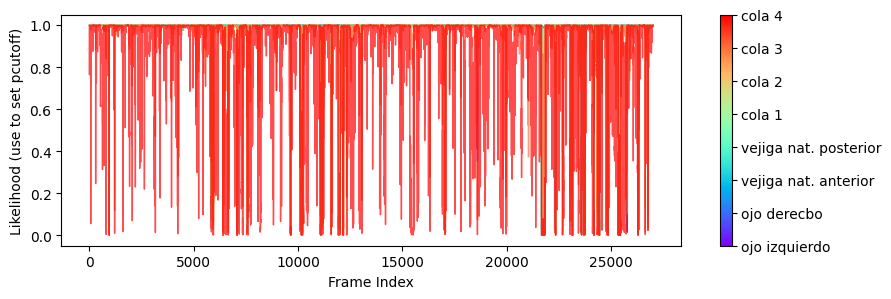 Likelihood (use to set pcutoff)
1.0
0.8
0.6
0.4
0.2
0.0
0
5000
10000
15000
20000
25000
Frame Index
cola 4
cola 3
cola 2
cola 1
vejiga nat. posterior
vejiga nat. anterior
ojo derecbo
ojo izquierdo